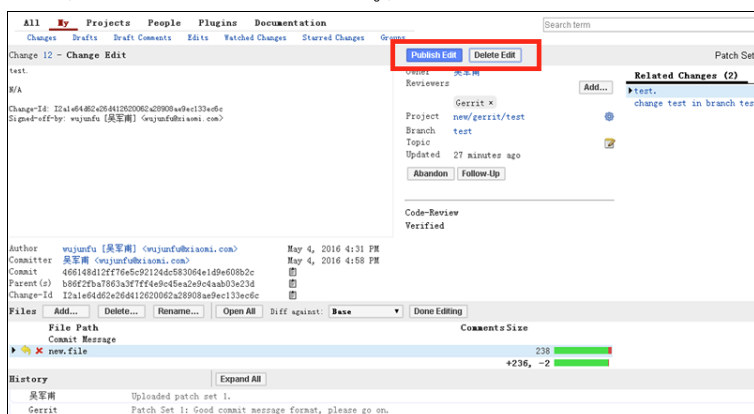 All My Projects People Plugins Documentation
Search term
Changes Drafts Draft Comments Edits Watched Changes Starred Changes Groups
Change 12 - Change Edit
Publish Edit Delete Edit
Patch Set
test.
N/A
Change-Id: I2a1e64d62e26d412620062a28908ae9ec133ec6c
Signed-off-by: wujunfu [吴军甫] <wujunfu@xiaomi.com>
Owner 吴军甫
Reviewers
Add...
Gerrit ×
Project new/gerrit/test
Branch test
Topic
Updated 27 minutes ago
Abandon Follow-Up
Code-Review
Verified
Related Changes (2)
test.
change test in branch tes
Author wujunfu [吴军甫] <wujunfu@xiaomi.com> May 4, 2016 4:31 PM
Committer 吴军甫 <wujunfu@xiaomi.com> May 4, 2016 4:58 PM
Commit 466148d12ff76e5c92124dc583064e1d9e608b2c
Parent(s) b86f2fba7863a3f7ff4e9c45ea2e9c4aab03e23d
Change-Id I2a1e64d62e26d412620062a28908ae9ec133ec6c
Files Add... Delete... Rename... Open All Diff against: Base Done Editing
File Path Comments Size
Commit Message
new.file 238
+236, -2
History Expand All
吴军甫 Uploaded patch set 1.
Gerrit Patch Set 1: Good commit message format, please go on.